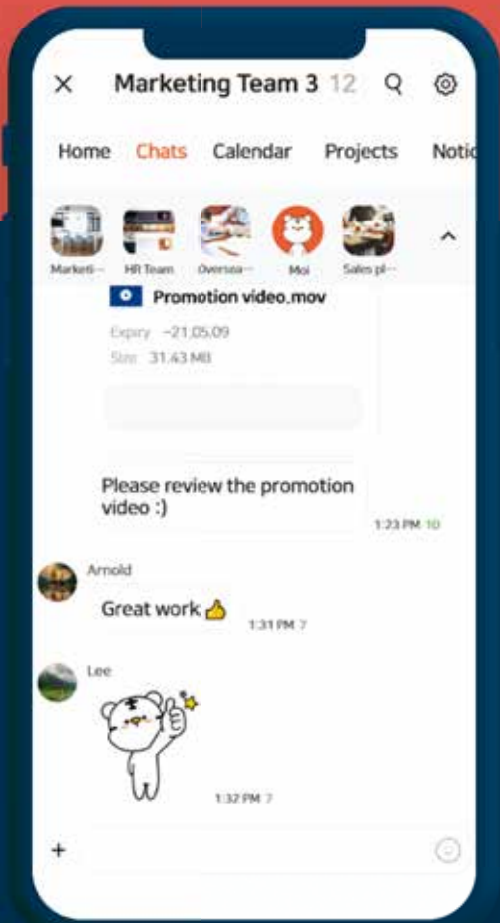 Marketing Team 3 12
Home Chats Calendar Projects Notic
Marketi··· HR Team Oversea··· Moi Sales pl···
Promotion video.mov
Expiry ~21.05.09
Size 31.43 MB
Please review the promotion
video :)
1:23 PM 10
Arnold
Great work 👍
1:31 PM 7
Lee
1:32 PM 7